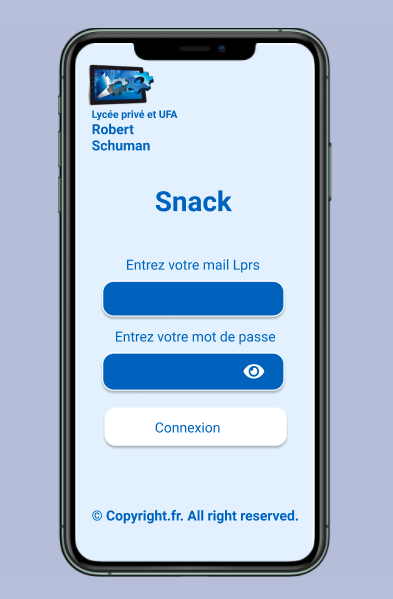 Lycée privé et UFA
Robert
Schuman
Snack
Entrez votre mail Lprs
Entrez votre mot de passe
Connexion
© Copyright.fr. All right reserved.